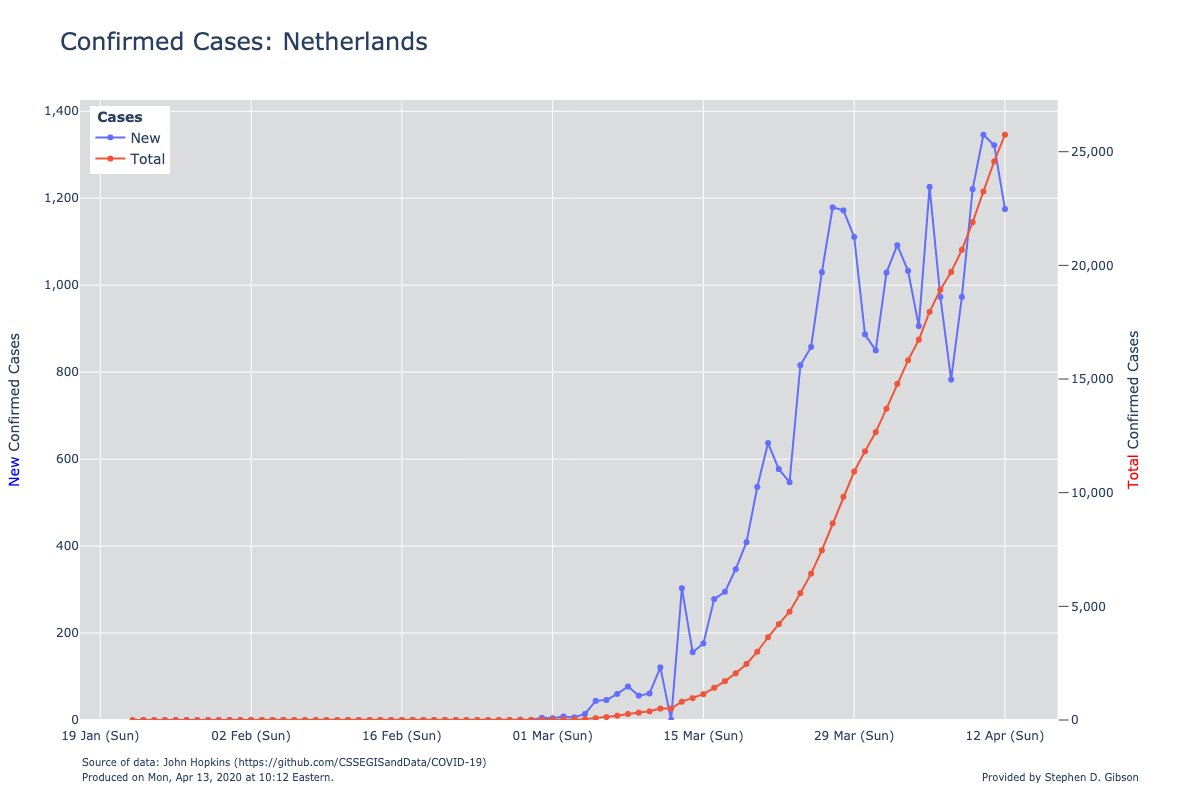 Confirmed Cases: Netherlands
Cases
New
Total
1,400
1,200
1,000
800
600
400
200
0
25,000
20,000
15,000
10,000
5,000
0
New Confirmed Cases
Total Confirmed Cases
19 Jan (Sun) 02 Feb (Sun) 16 Feb (Sun) 01 Mar (Sun) 15 Mar (Sun) 29 Mar (Sun) 12 Apr (Sun)
Source of data: John Hopkins (https://github.com/CSSEGISandData/COVID-19)
Produced on Mon, Apr 13, 2020 at 10:12 Eastern.
Provided by Stephen D. Gibson